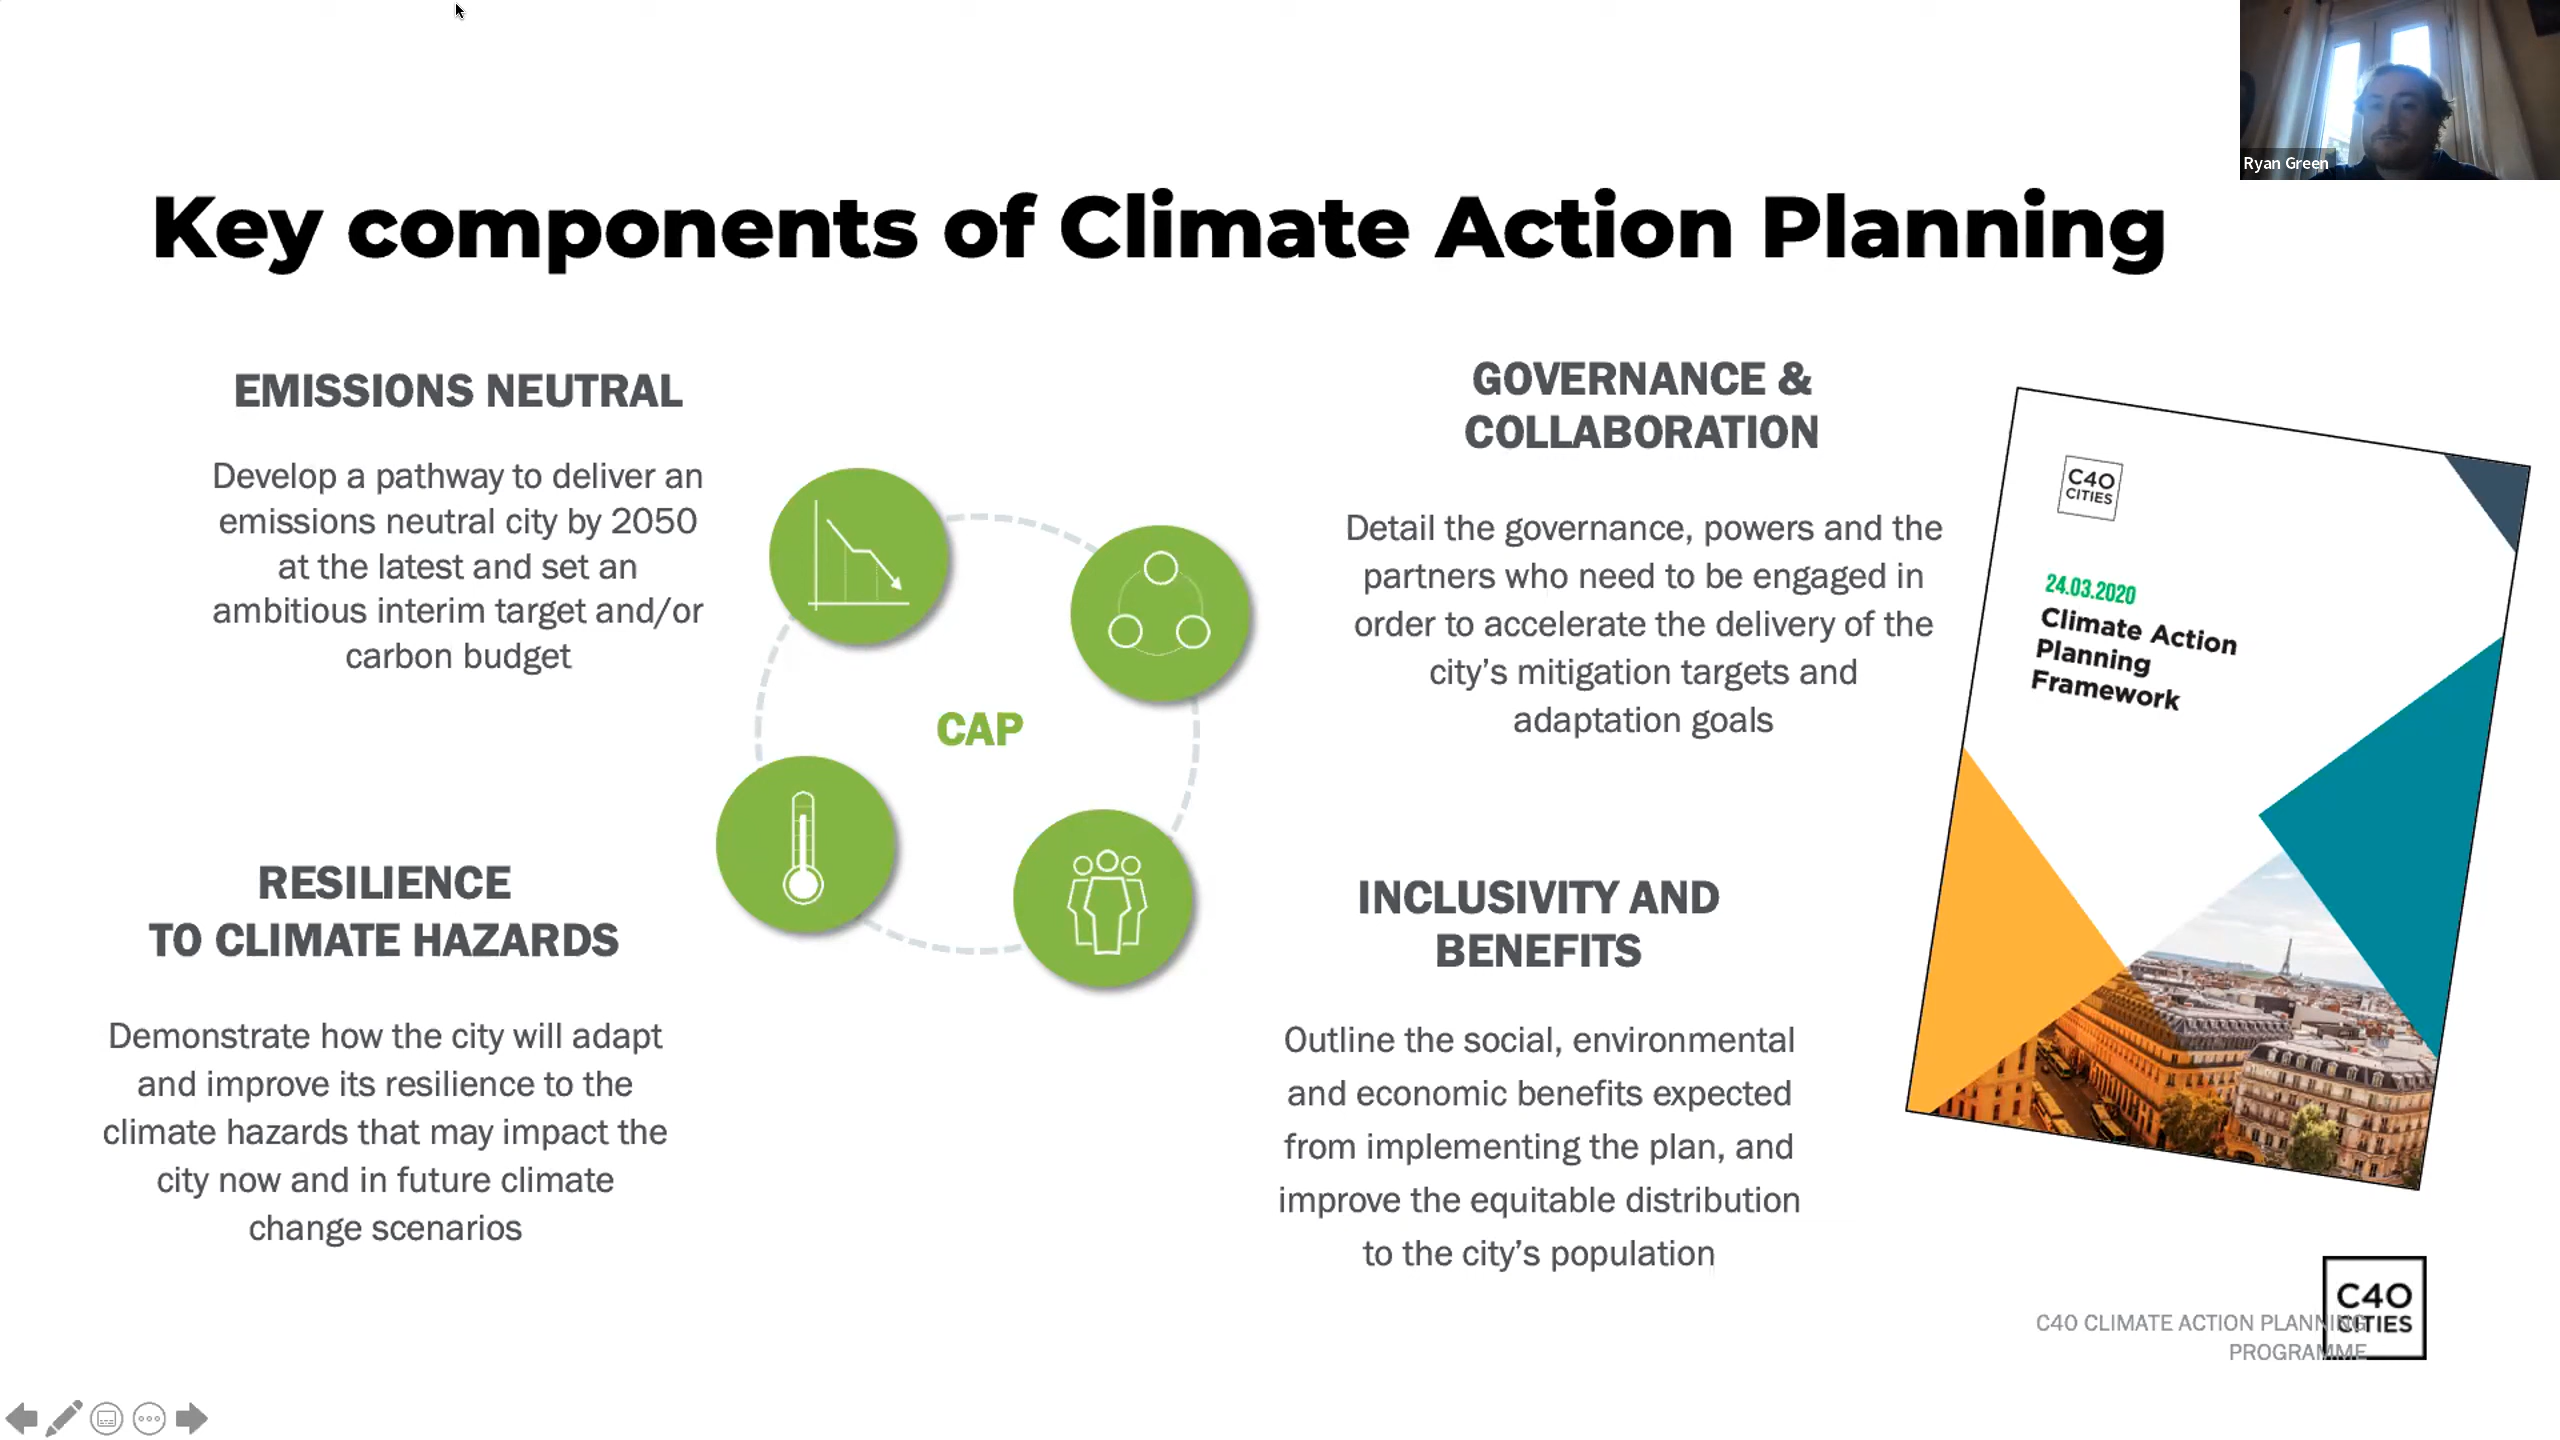 Ryan Green
Key components of Climate Action Planning
EMISSIONS NEUTRAL
Develop a pathway to deliver an
emissions neutral city by 2050
at the latest and set an
ambitious interim target and/or
carbon budget
GOVERNANCE &
COLLABORATION
Detail the governance, powers and the
partners who need to be engaged in
order to accelerate the delivery of the
city’s mitigation targets and
adaptation goals
CAP
RESILIENCE
TO CLIMATE HAZARDS
Demonstrate how the city will adapt
and improve its resilience to the
climate hazards that may impact the
city now and in future climate
change scenarios
INCLUSIVITY AND
BENEFITS
Outline the social, environmental
and economic benefits expected
from implementing the plan, and
improve the equitable distribution
to the city’s population
C40
CITIES
24.03.2020
Climate Action
Planning
Framework
C40 CLIMATE ACTION PLANNING
PROGRAMME
C40
CITIES